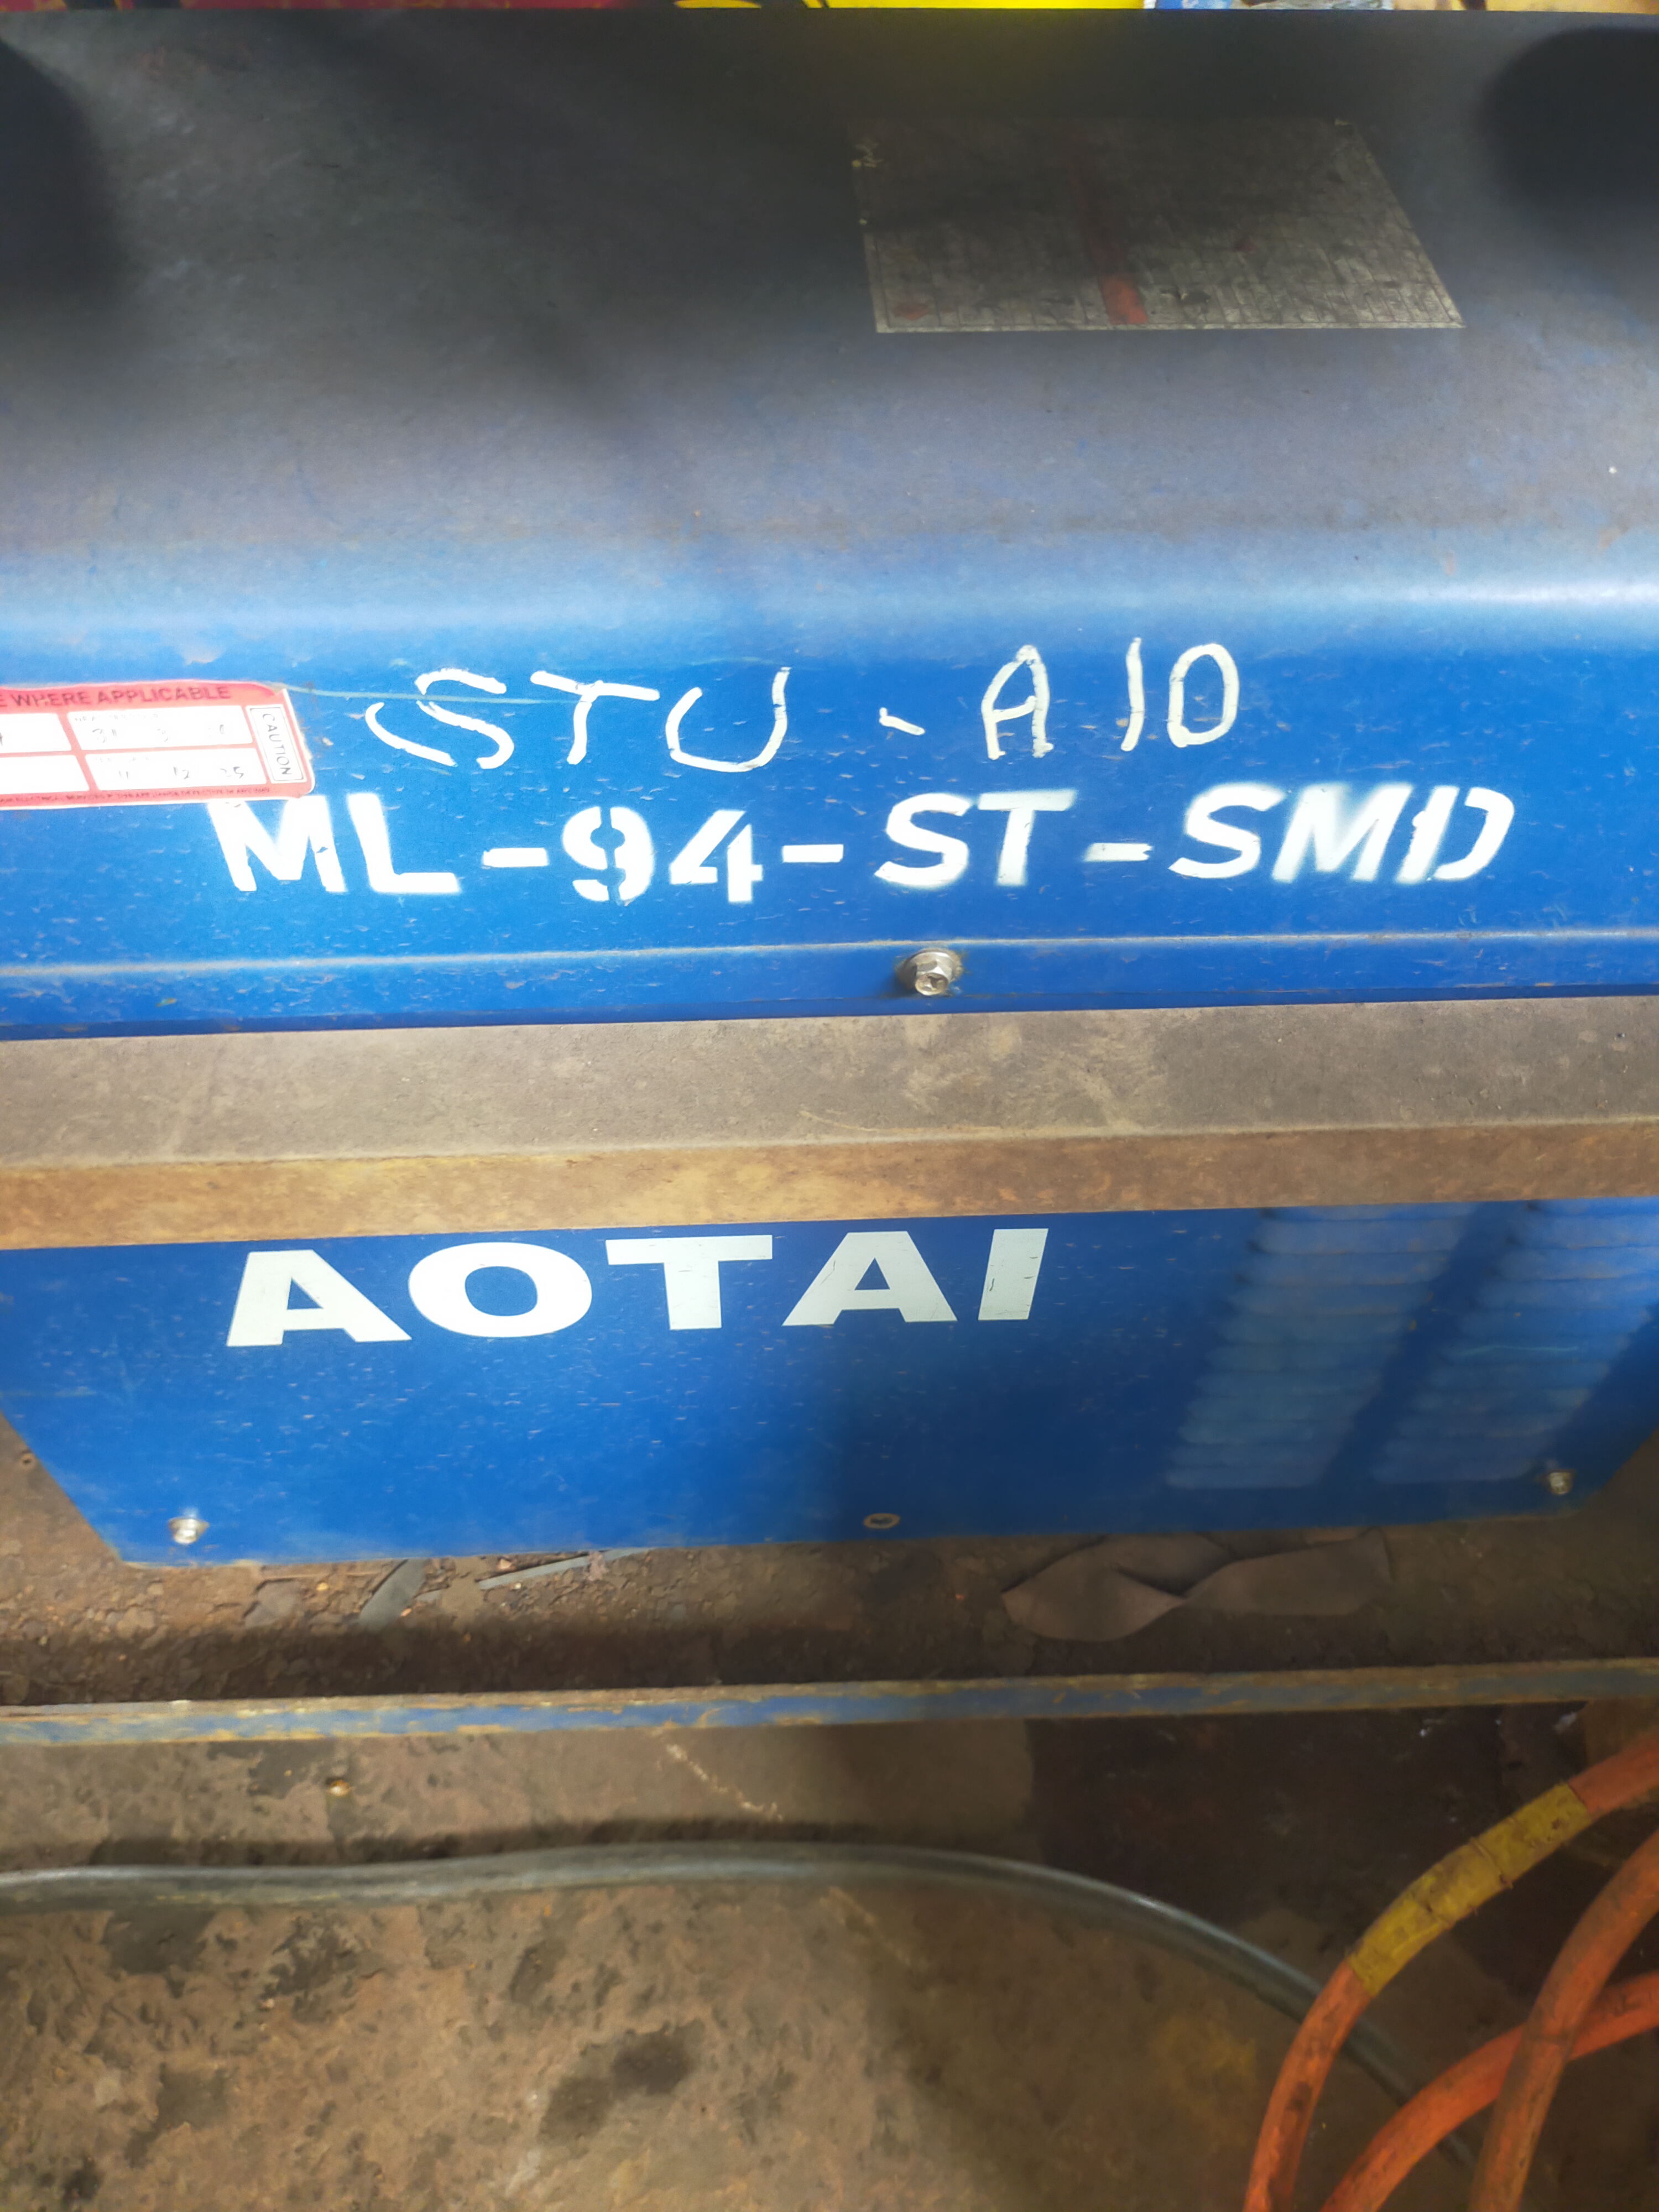 STU - A10
E WHERE APPLICABLE
CAUTION
ML-94-ST-SMD
AOTAI